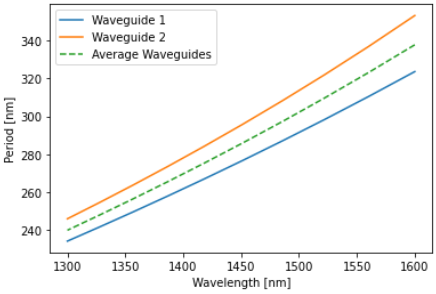 Waveguide 1
Waveguide 2
Average Waveguides
340
320
300
280
260
240
Period [nm]
1300 1350 1400 1450 1500 1550 1600
Wavelength [nm]